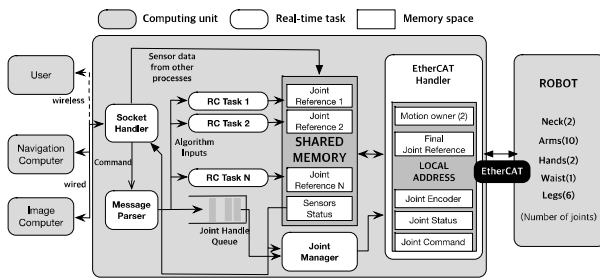 Computing unit
Real-time task
Memory space
User
wireless
Navigation
Computer
wired
Image
Computer
Sensor data
from other
processes
Socket
Handler
Command
Message
Parser
Algorithm
Inputs
RC Task 1
RC Task 2
RC Task N
Joint Handle
Queue
Joint
Reference 1
Joint
Reference 2
SHARED
MEMORY
Joint
Reference N
Sensors
Status
Joint
Manager
EtherCAT
Handler
Motion owner (2)
Final
Joint Reference
LOCAL
ADDRESS
Joint Encoder
Joint Status
Joint Command
EtherCAT
ROBOT
Neck(2)
Arms(10)
Hands(2)
Waist(1)
Legs(6)
(Number of joints)